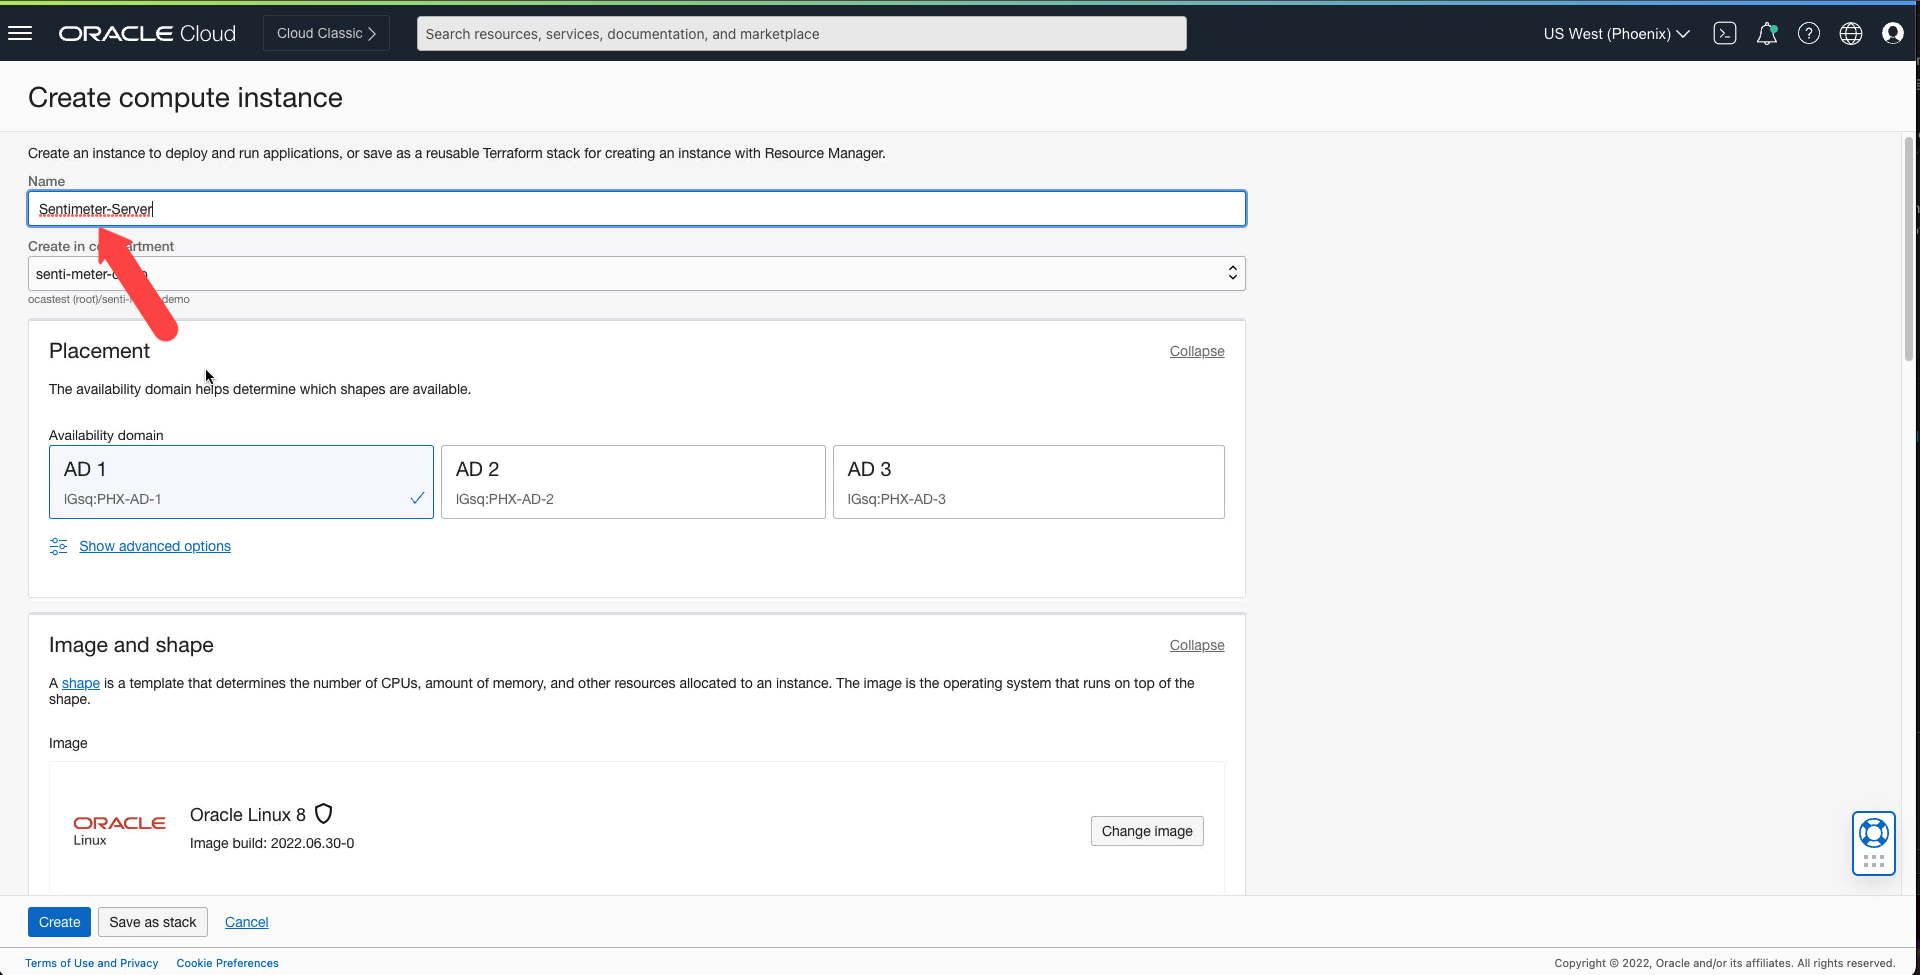 ORACLE Cloud
Cloud Classic
Search resources, services, documentation, and marketplace
US West (Phoenix)
Create compute instance
Create an instance to deploy and run applications, or save as a reusable Terraform stack for creating an instance with Resource Manager.
Name
Sentimeter-Server
Create in
senti-meter-
ocastest (root)/senti- demo
Placement
Collapse
The availability domain helps determine which shapes are available.
Availability domain
AD 1
AD 2
AD 3
lGsq:PHX-AD-1
lGsq:PHX-AD-2
lGsq:PHX-AD-3
Show advanced options
Image and shape
Collapse
A shape is a template that determines the number of CPUs, amount of memory, and other resources allocated to an instance. The image is the operating system that runs on top of the
shape.
Image
ORACLE
Linux
Oracle Linux 8
Image build: 2022.06.30-0
Change image
Create
Save as stack
Cancel
Terms of Use and Privacy
Cookie Preferences
Copyright © 2022, Oracle and/or its affiliates. All rights reserved.